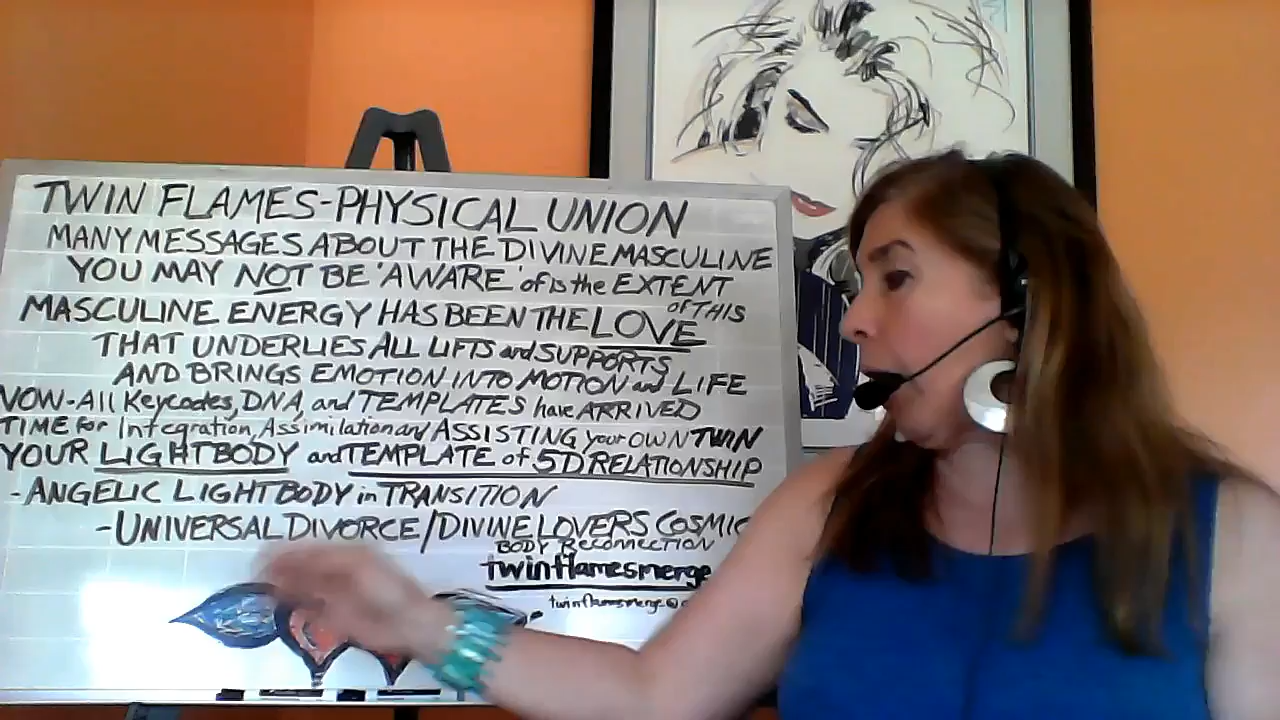 TWIN FLAMES-PHYSICAL UNION
MANY MESSAGES ABOUT THE DIVINE MASCULINE
YOU MAY NOT BE 'AWARE' of is the EXTENT
of THIS
MASCULINE ENERGY HAS BEEN THE LOVE
THAT UNDERLIES ALL LIFTS and SUPPORTS
AND BRINGS EMOTION INTO MOTION and LIFE
NOW-All Keycodes, DNA, and TEMPLATES have ARRIVED
TIME for Integration, Assimilation and ASSISTING your OWN TWIN
YOUR LIGHTBODY and TEMPLATE of 5D RELATIONSHIP
-ANGELIC LIGHTBODY in TRANSITION
-UNIVERSAL DIVORCE/DIVINE LOVERS COSMIC
BODY RECONNECTION
twinflamesmerge
twinflamesmerge@